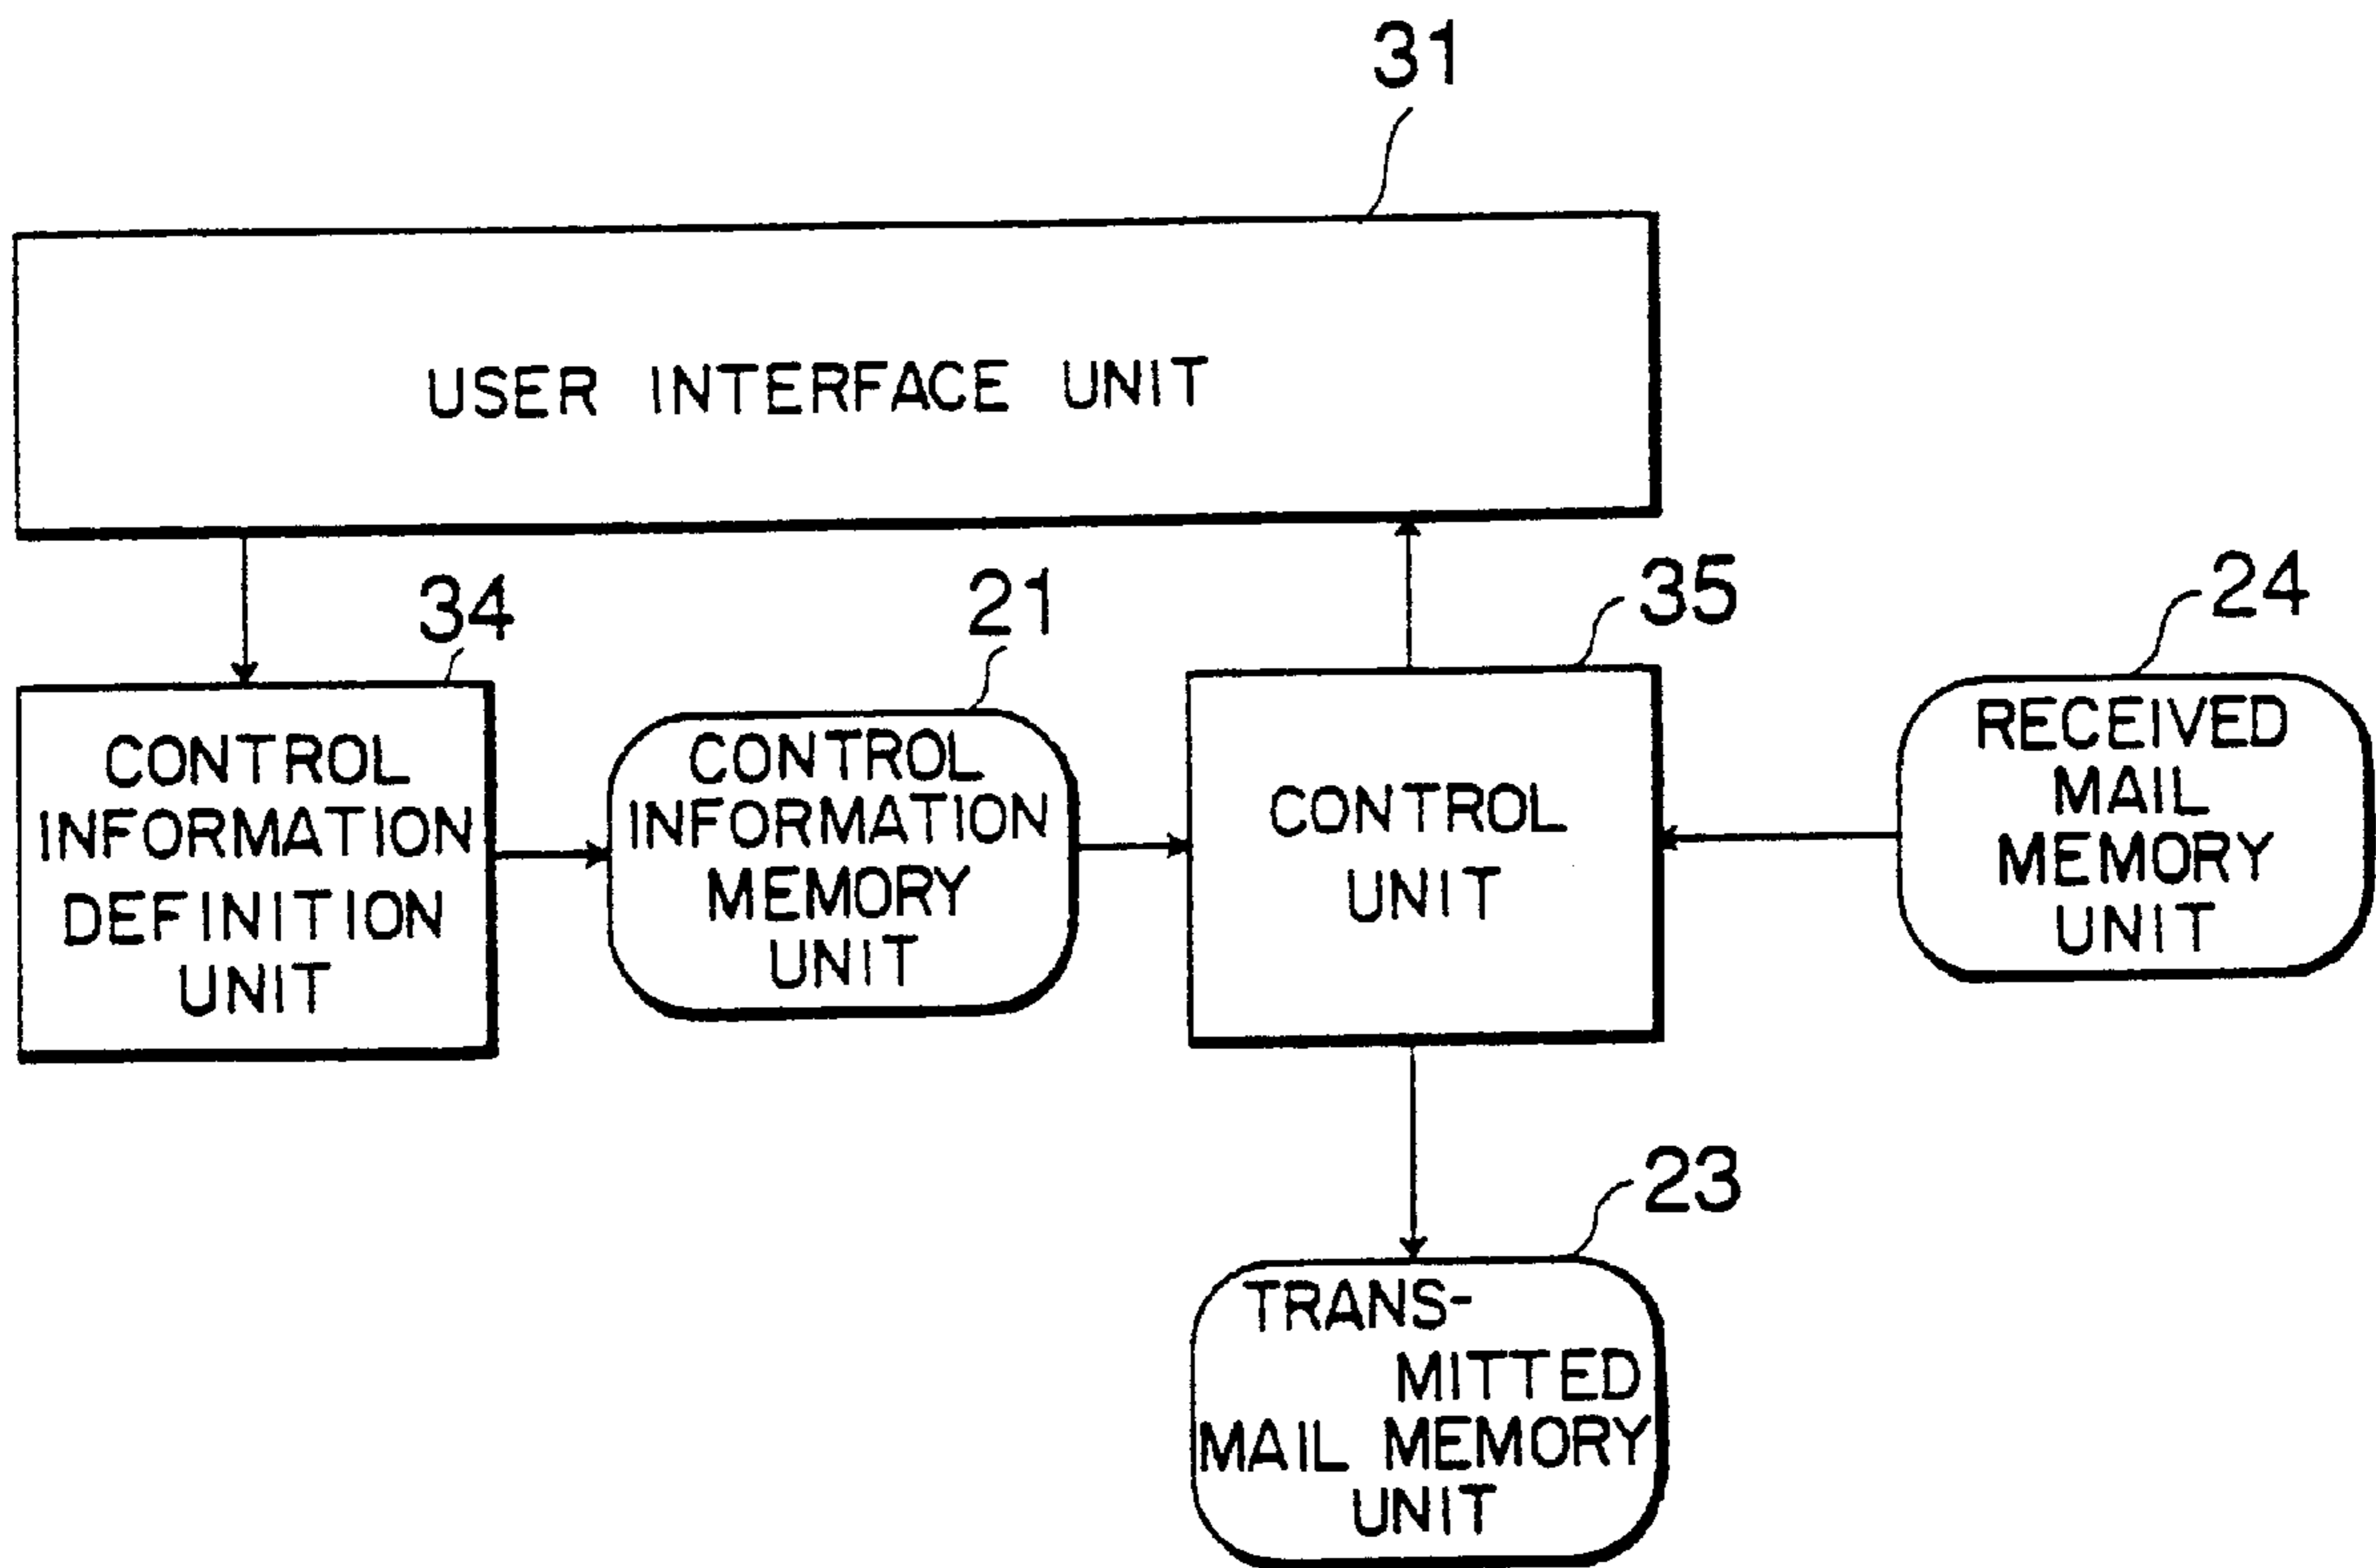 31
USER INTERFACE UNIT
34
21
35
24
CONTROL
INFORMATION
DEFINITION
UNIT
CONTROL
INFORMATION
MEMORY
UNIT
CONTROL
UNIT
RECEIVED
MAIL
MEMORY
UNIT
23
TRANS-
MITTED
MAIL MEMORY
UNIT